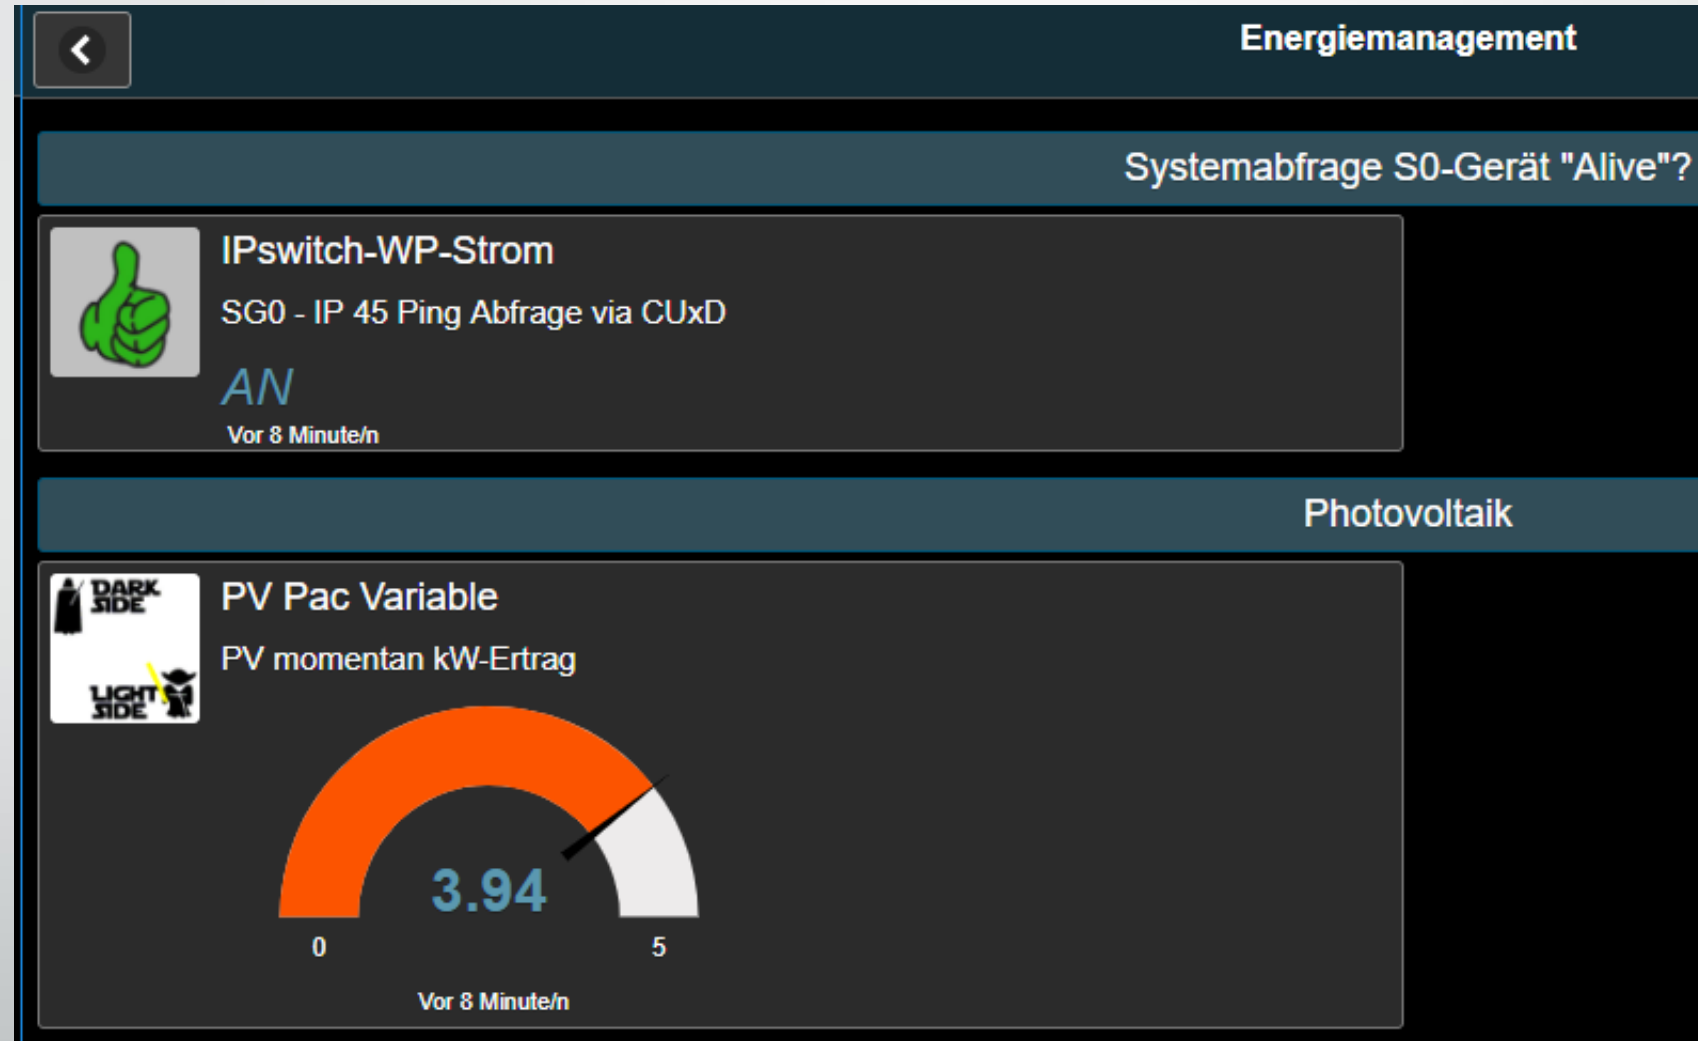 Energiemanagement
Systemabfrage S0-Gerät "Alive"?
IPswitch-WP-Strom
SG0 - IP 45 Ping Abfrage via CUxD
AN
Vor 8 Minute/n
Photovoltaik
DARK
SIDE
LIGHT
SIDE
PV Pac Variable
PV momentan kW-Ertrag
3.94
0 5
Vor 8 Minute/n